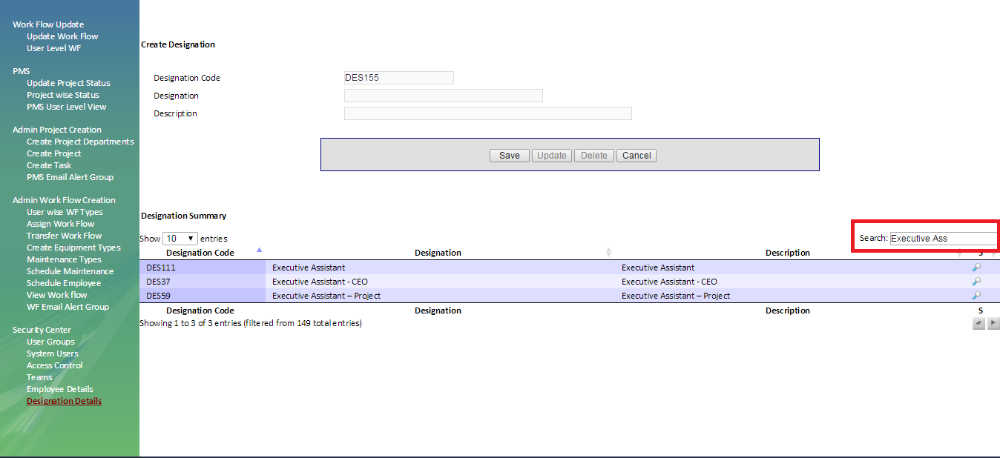 Work Flow Update
Update Work Flow
User Level WF
PMS
Update Project Status
Project wise Status
PMS User Level View
Admin Project Creation
Create Project Departments
Create Project
Create Task
PMS Email Alert Group
Admin Work Flow Creation
User wise WF Types
Assign Work Flow
Transfer Work Flow
Create Equipment Types
Maintenance Types
Schedule Maintenance
Schedule Employee
View Work flow
WF Email Alert Group
Security Center
User Groups
System Users
Access Control
Teams
Employee Details
Designation Details
Create Designation
Designation Code DES155
Designation
Description
Save Update Delete Cancel
Designation Summary
Show 10 entries Search: Executive Ass
Designation Code Designation Description S
DES111 Executive Assistant Executive Assistant
DES37 Executive Assistant - CEO Executive Assistant - CEO
DES59 Executive Assistant – Project Executive Assistant – Project
Designation Code Designation Description S
Showing 1 to 3 of 3 entries (filtered from 149 total entries)